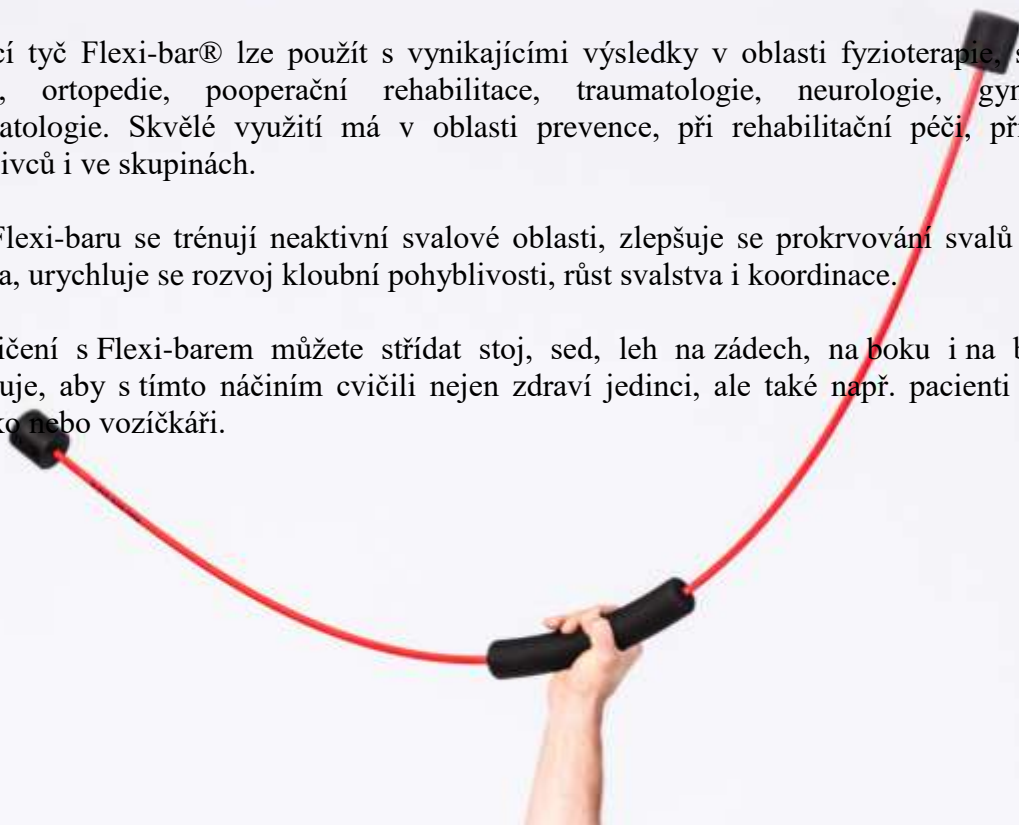 cí tyč Flexi-bar® lze použít s vynikajícími výsledky v oblasti fyzioterapie, s
, ortopedie, pooperační rehabilitace, traumatologie, neurologie, gyn
atologie. Skvělé využití má v oblasti prevence, při rehabilitační péči, při
ivců i ve skupinách.
Flexi-baru se trénují neaktivní svalové oblasti, zlepšuje se prokrvování svalů
a, urychluje se rozvoj kloubní pohyblivosti, růst svalstva i koordinace.
ičení s Flexi-barem můžete střídat stoj, sed, leh na zádech, na boku i na b
uje, aby s tímto náčiním cvičili nejen zdraví jedinci, ale také např. pacienti
ko nebo vozíčkáři.